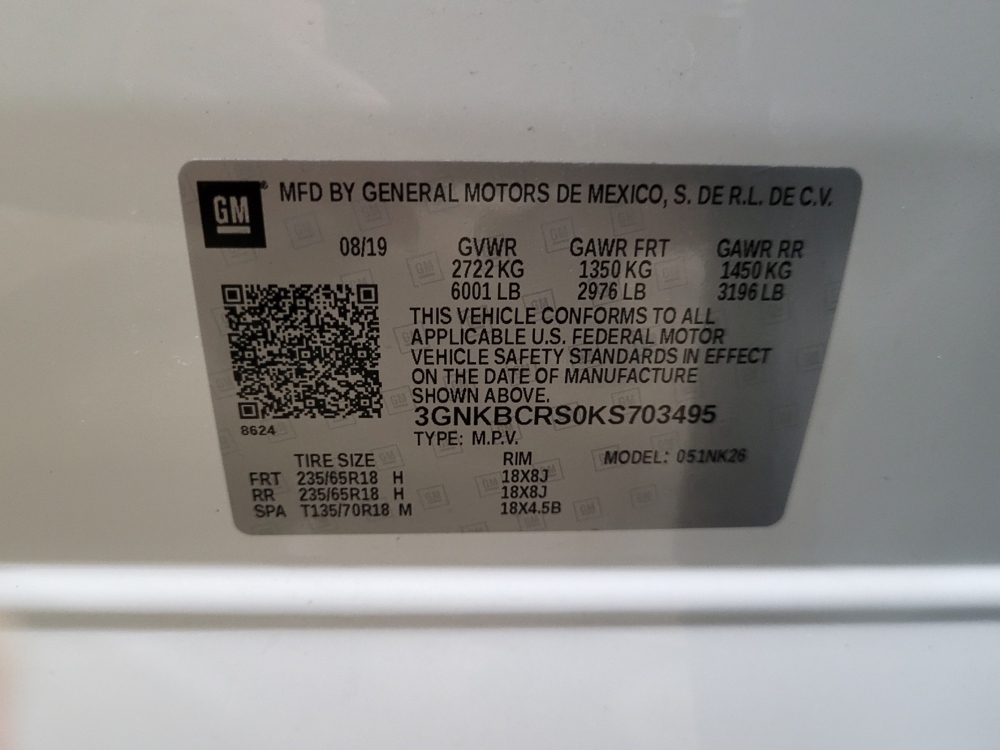 GM ® MFD BY GENERAL MOTORS DE MEXICO, S. DE R.L. DE C.V.
08/19 GVWR GAWR FRT GAWR RR
2722 KG 1350 KG 1450 KG
6001 LB 2976 LB 3196 LB
THIS VEHICLE CONFORMS TO ALL
APPLICABLE U.S. FEDERAL MOTOR
VEHICLE SAFETY STANDARDS IN EFFECT
ON THE DATE OF MANUFACTURE
SHOWN ABOVE.
3GNKBCRS0KS703495
8624
TYPE: M.P.V.
TIRE SIZE RIM MODEL: 051NK26
FRT 235/65R18 H 18X8J
RR 235/65R18 H 18X8J
SPA T135/70R18 M 18X4.5B